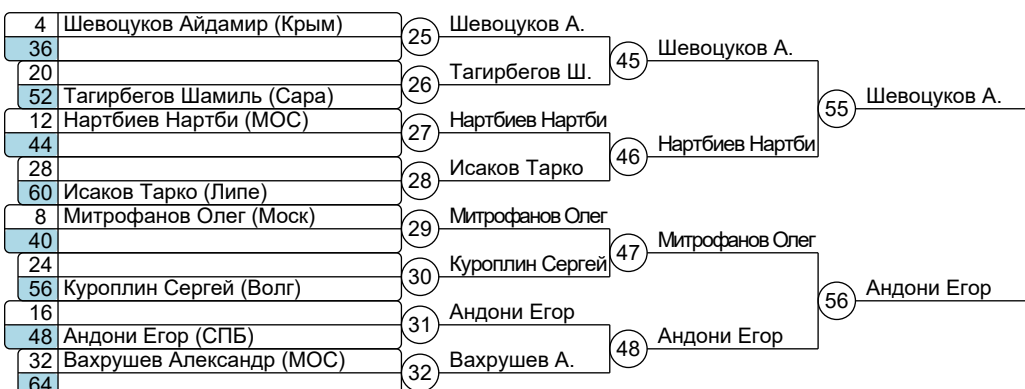 4 Шевоцуков Айдамир (Крым)
36
20
52 Тагирбегов Шамиль (Сара)
12 Нартбиев Нартби (МОС)
44
28
60 Исаков Тарко (Липе)
8 Митрофанов Олег (Моск)
40
24
56 Куроплин Сергей (Волг)
16
48 Андони Егор (СПБ)
32 Вахрушев Александр (МОС)
64
25 Шевоцуков А.
26 Тагирбегов Ш.
27 Нартбиев Нартби
28 Исаков Тарко
29 Митрофанов Олег
30 Куроплин Сергей
31 Андони Егор
32 Вахрушев А.
45 Шевоцуков А.
46 Нартбиев Нартби
47 Митрофанов Олег
48 Андони Егор
55 Шевоцуков А.
56 Андони Егор